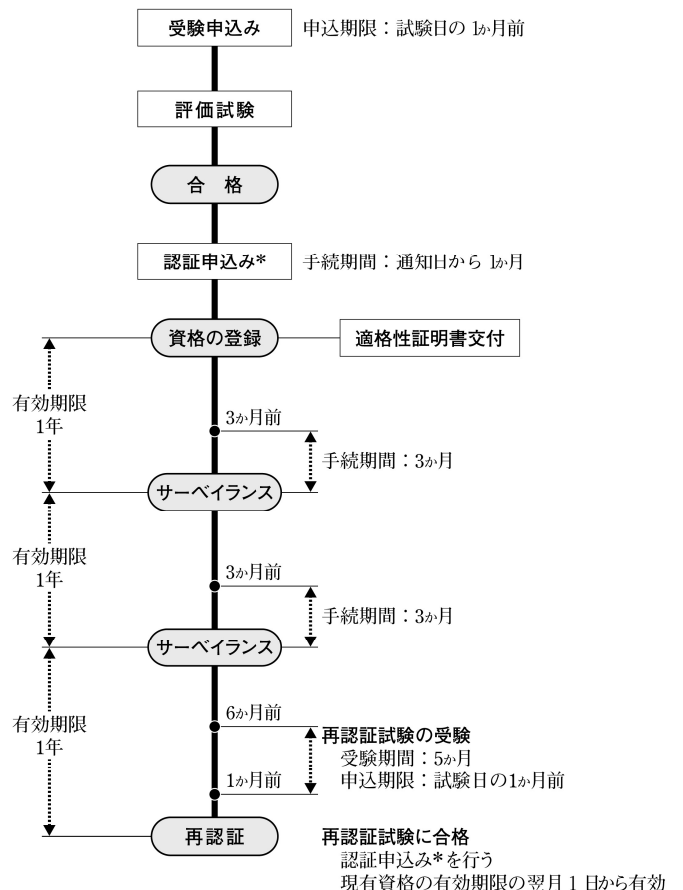 受験申込み 申込期限：試験日の 1か月前
評価試験
合　格
認証申込み* 手続期間：通知日から 1か月
資格の登録 適格性証明書交付
有効期限
1年
3か月前
手続期間：3か月
サーベイランス
有効期限
1年
3か月前
手続期間：3か月
サーベイランス
有効期限
1年
6か月前
再認証試験の受験
受験期間：5か月
申込期限：試験日の1か月前
1か月前
再認証
再認証試験に合格
認証申込み*を行う
現有資格の有効期限の翌月 1 日から有効